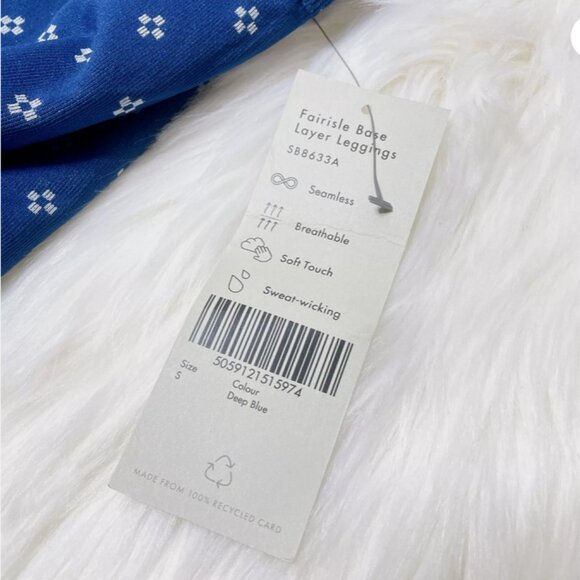 Fairisle Base
Layer Leggings
SB8633A
Seamless
Breathable
Soft Touch
Sweat-wicking
5059121515974
Size
S
Colour
Deep Blue
MADE FROM 100% RECYCLED CARD